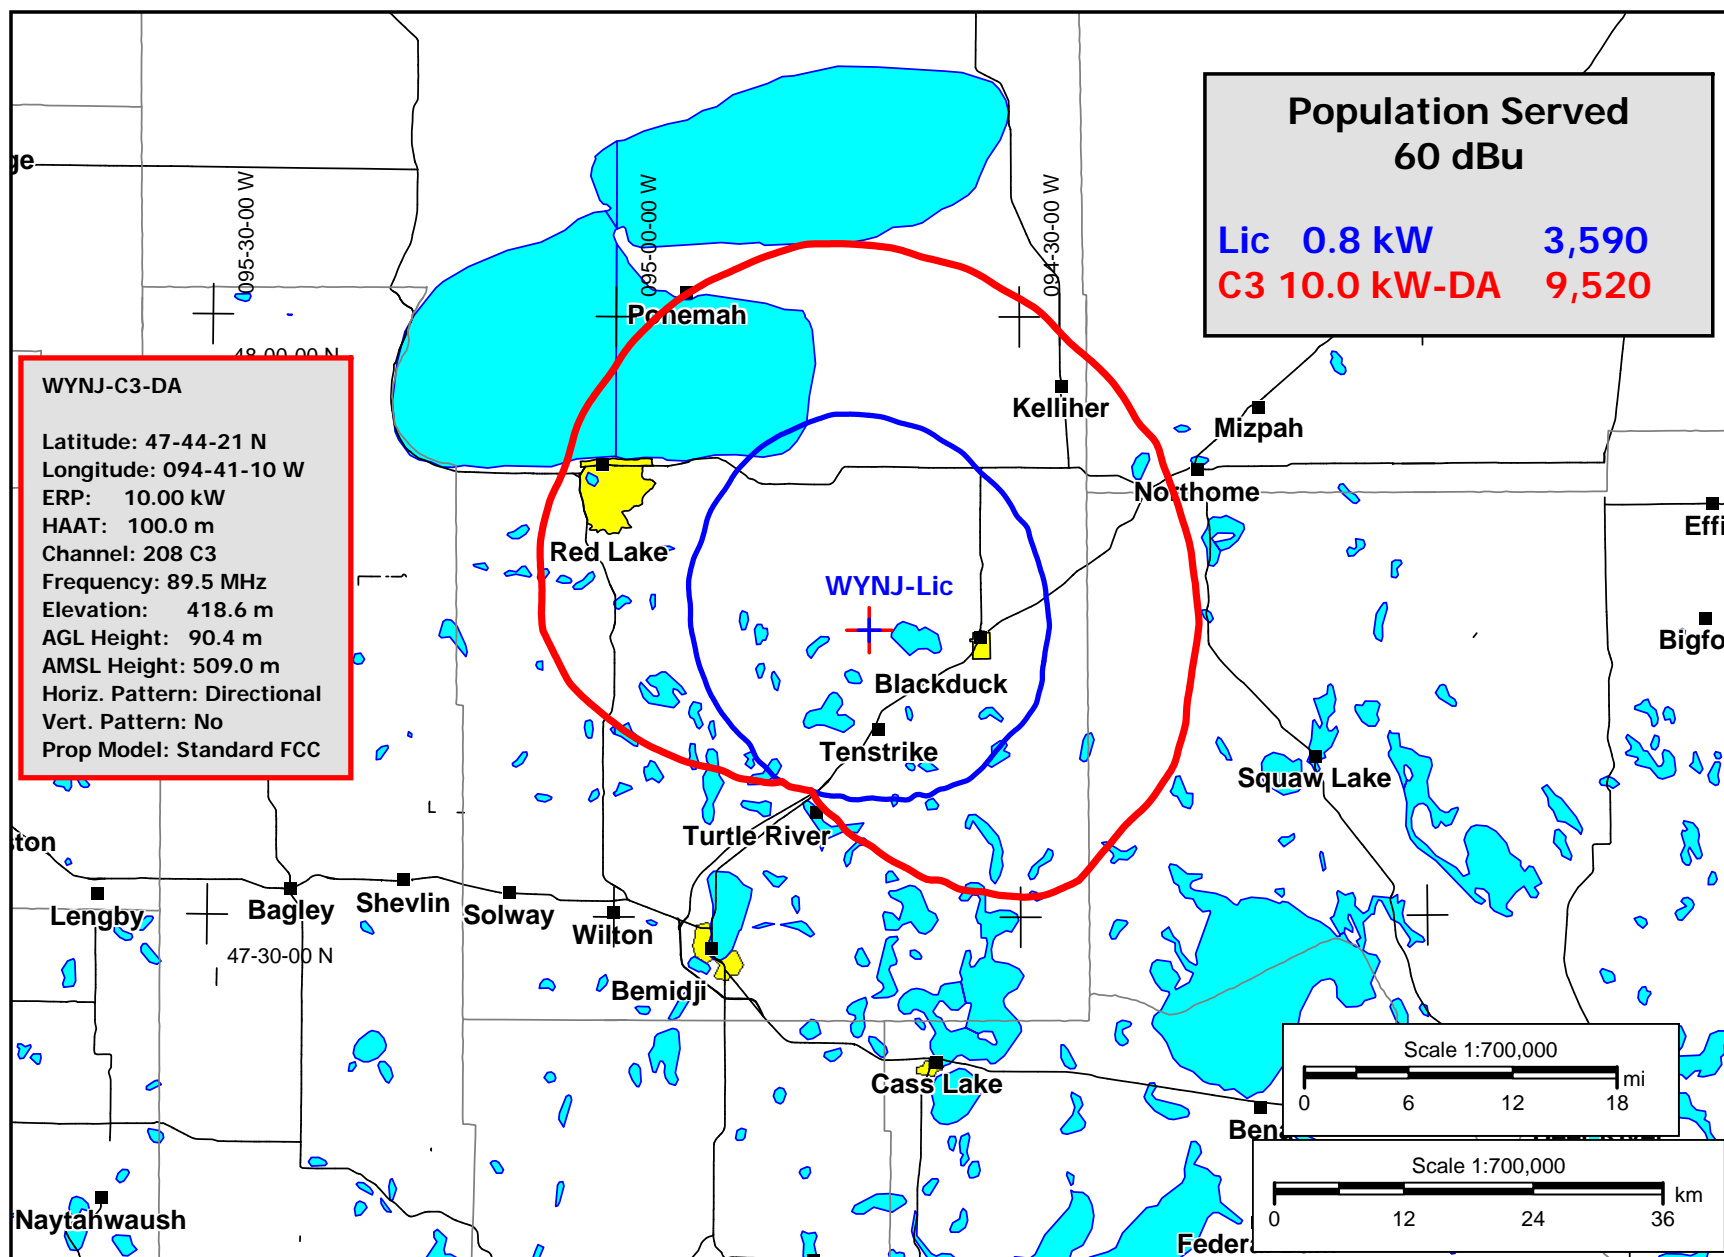 Population Served
60 dBu
Lic 0.8 kW 3,590
C3 10.0 kW-DA 9,520
095-30-00 W
095-00-00 W
094-30-00 W
Ponemah
48-00-00 N
WYNJ-C3-DA
Latitude: 47-44-21 N
Longitude: 094-41-10 W
ERP: 10.00 kW
HAAT: 100.0 m
Channel: 208 C3
Frequency: 89.5 MHz
Elevation: 418.6 m
AGL Height: 90.4 m
AMSL Height: 509.0 m
Horiz. Pattern: Directional
Vert. Pattern: No
Prop Model: Standard FCC
Kelliher
Mizpah
Northome
Effi
Red Lake
WYNJ-Lic
Bigfo
Blackduck
Tenstrike
Squaw Lake
Turtle River
ston
Lengby
Bagley
Shevlin
Solway
Wilton
47-30-00 N
Bemidji
Cass Lake
Bena
Scale 1:700,000
mi
0 6 12 18
Scale 1:700,000
km
0 12 24 36
Naytahwaush
Federa